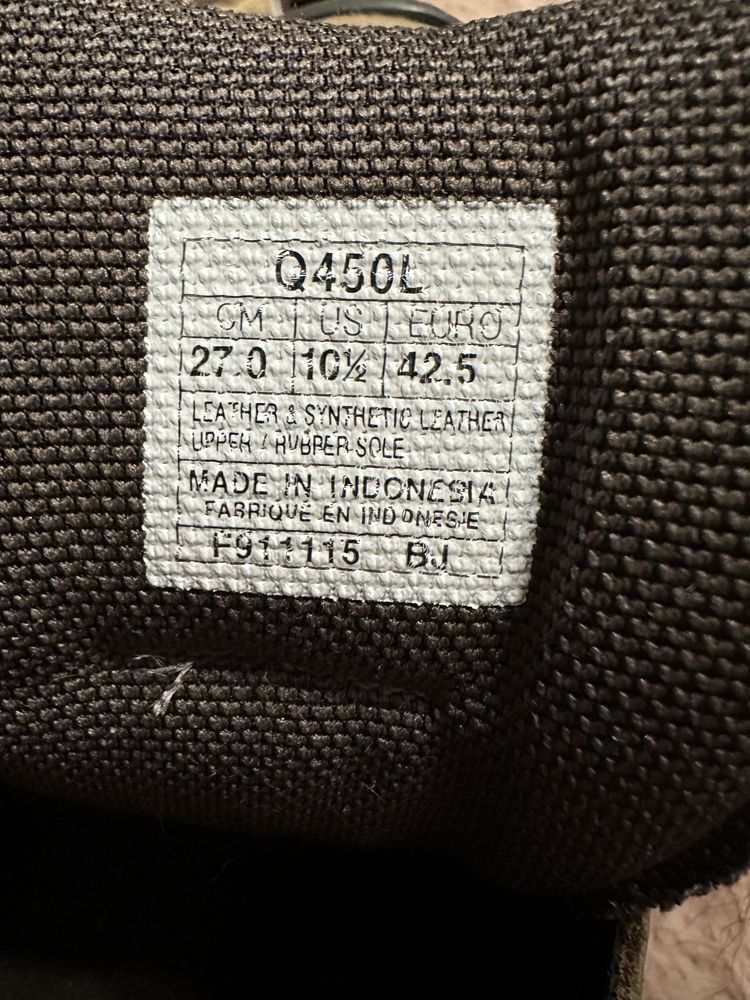 Q450L
CM US EURO
27.0 10½ 42.5
LEATHER & SYNTHETIC LEATHER
UPPER / RUBBER SOLE
MADE IN INDONESIA
FABRIQUÉ EN INDONESIE
F911115 BJ